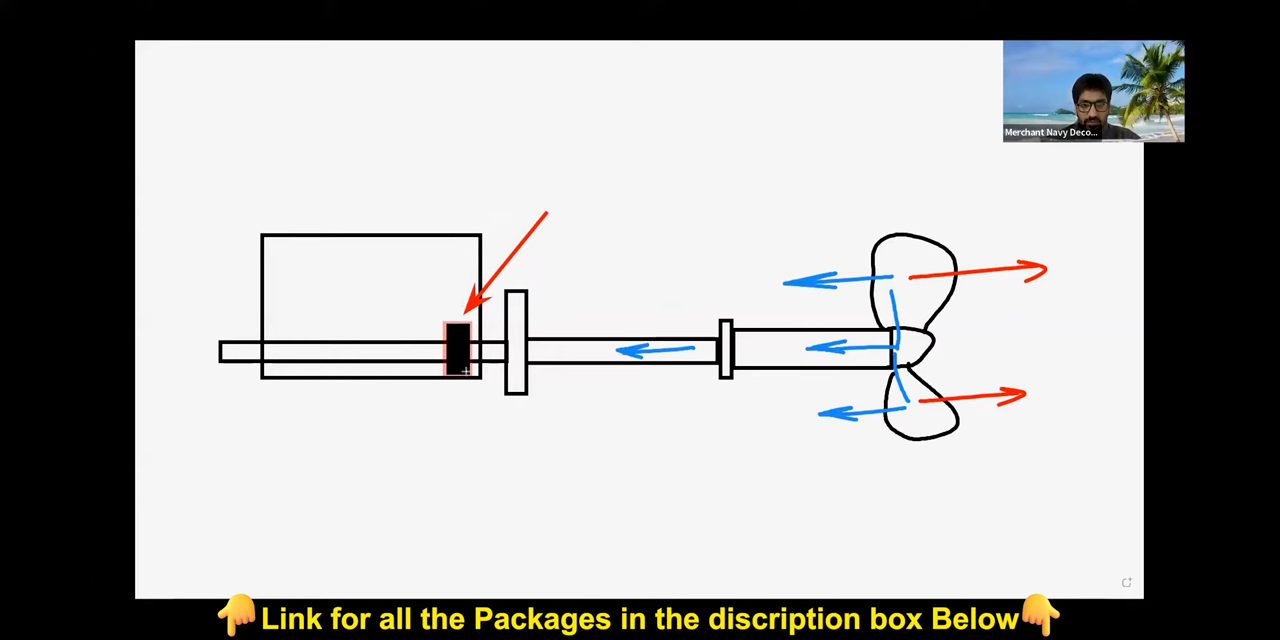 Merchant Navy Deco...
👇Link for all the Packages in the discription box Below👇